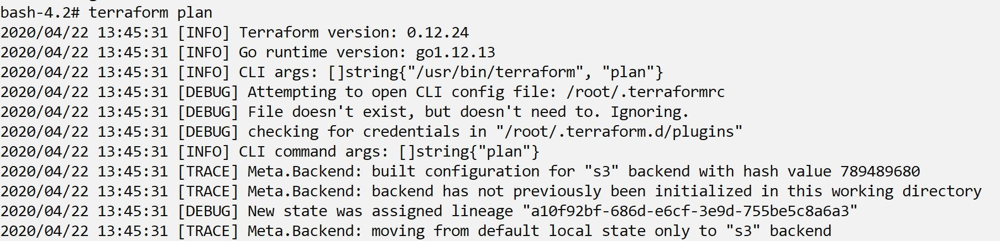 bash-4.2# terraform plan
2020/04/22 13:45:31 [INFO] Terraform version: 0.12.24
2020/04/22 13:45:31 [INFO] Go runtime version: go1.12.13
2020/04/22 13:45:31 [INFO] CLI args: []string{"/usr/bin/terraform", "plan"}
2020/04/22 13:45:31 [DEBUG] Attempting to open CLI config file: /root/.terraformrc
2020/04/22 13:45:31 [DEBUG] File doesn't exist, but doesn't need to. Ignoring.
2020/04/22 13:45:31 [DEBUG] checking for credentials in "/root/.terraform.d/plugins"
2020/04/22 13:45:31 [INFO] CLI command args: []string{"plan"}
2020/04/22 13:45:31 [TRACE] Meta.Backend: built configuration for "s3" backend with hash value 789489680
2020/04/22 13:45:31 [TRACE] Meta.Backend: backend has not previously been initialized in this working directory
2020/04/22 13:45:31 [DEBUG] New state was assigned lineage "a10f92bf-686d-e6cf-3e9d-755be5c8a6a3"
2020/04/22 13:45:31 [TRACE] Meta.Backend: moving from default local state only to "s3" backend